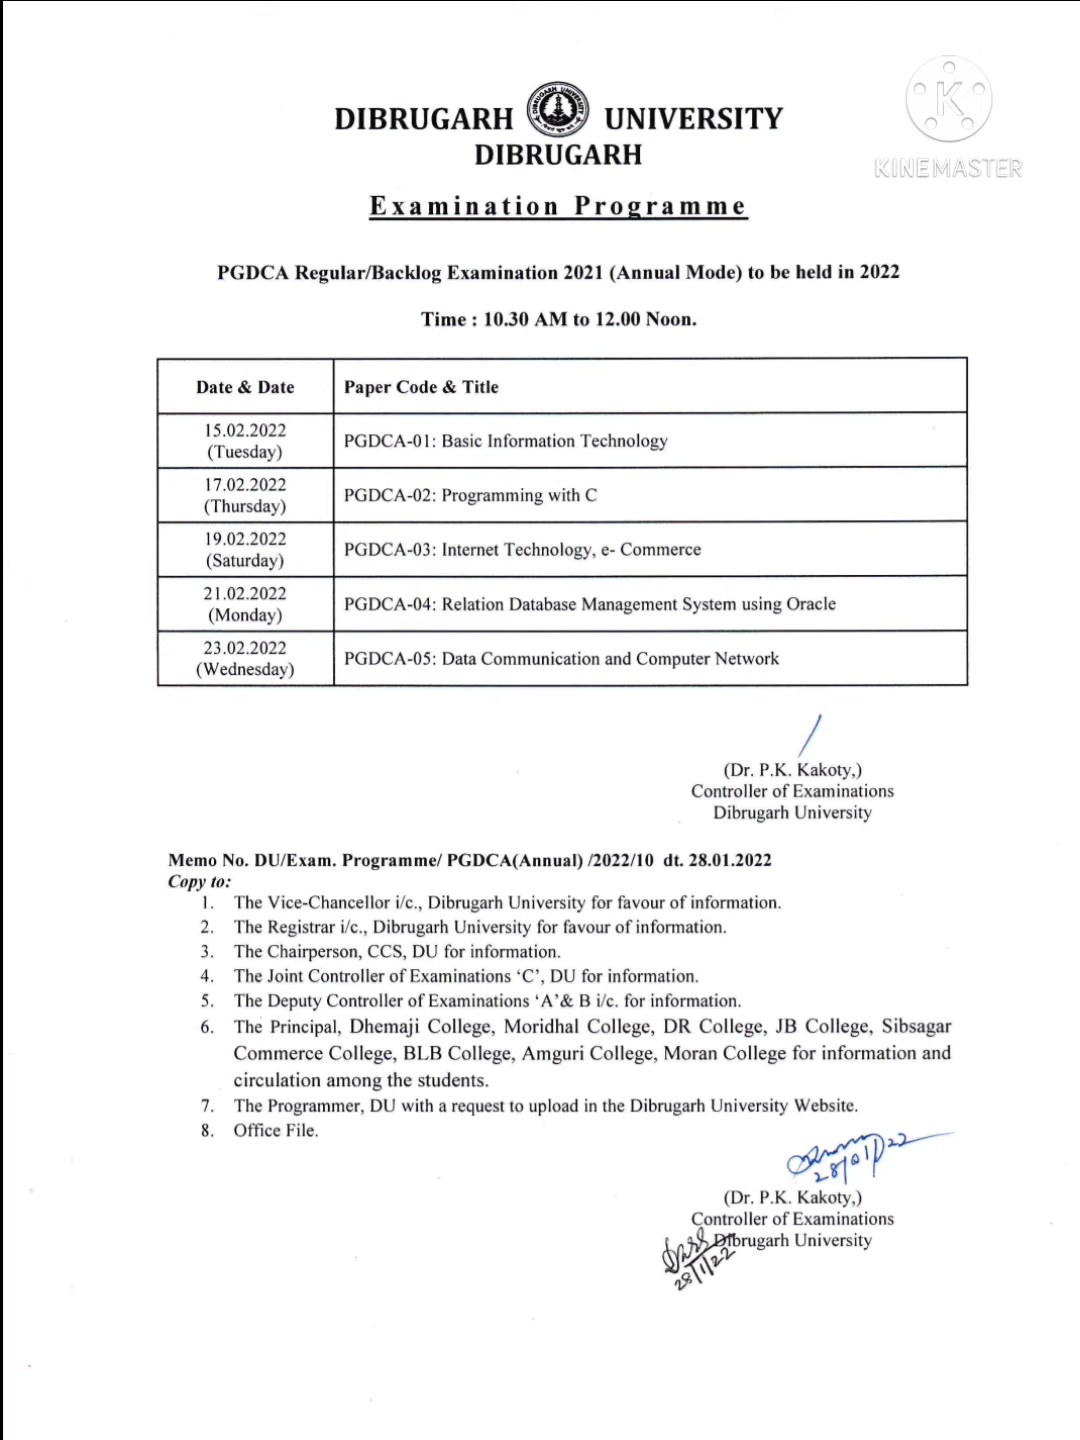 DIBRUGARH UNIVERSITY
DIBRUGARH
KINEMASTER
Examination Programme
PGDCA Regular/Backlog Examination 2021 (Annual Mode) to be held in 2022
Time : 10.30 AM to 12.00 Noon.
Date & Date Paper Code & Title
15.02.2022
(Tuesday)
PGDCA-01: Basic Information Technology
17.02.2022
(Thursday)
PGDCA-02: Programming with C
19.02.2022
(Saturday)
PGDCA-03: Internet Technology, e- Commerce
21.02.2022
(Monday)
PGDCA-04: Relation Database Management System using Oracle
23.02.2022
(Wednesday)
PGDCA-05: Data Communication and Computer Network
(Dr. P.K. Kakoty,)
Controller of Examinations
Dibrugarh University
Memo No. DU/Exam. Programme/ PGDCA(Annual) /2022/10 dt. 28.01.2022
Copy to:
1. The Vice-Chancellor i/c., Dibrugarh University for favour of information.
2. The Registrar i/c., Dibrugarh University for favour of information.
3. The Chairperson, CCS, DU for information.
4. The Joint Controller of Examinations ‘C’, DU for information.
5. The Deputy Controller of Examinations ‘A’& B i/c. for information.
6. The Principal, Dhemaji College, Moridhal College, DR College, JB College, Sibsagar
Commerce College, BLB College, Amguri College, Moran College for information and
circulation among the students.
7. The Programmer, DU with a request to upload in the Dibrugarh University Website.
8. Office File.
28/01/22
(Dr. P.K. Kakoty,)
Controller of Examinations
Dibrugarh University
28/1/22